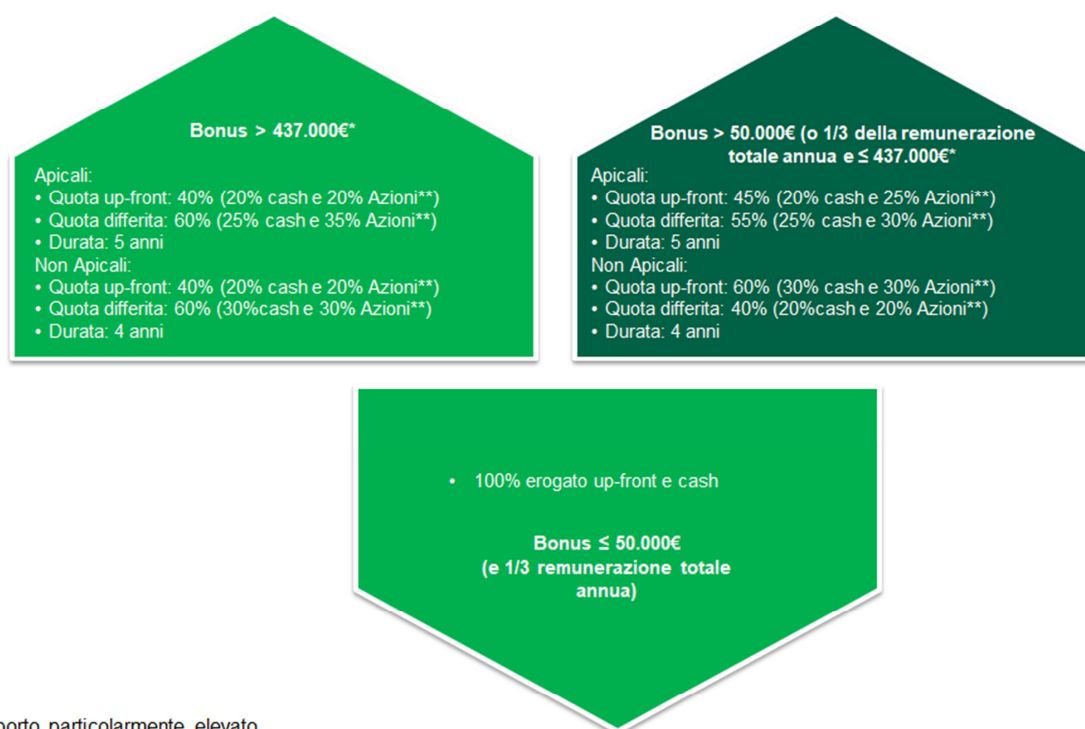 Bonus > 437.000€*
Apicali:
• Quota up-front: 40% (20% cash e 20% Azioni**)
• Quota differita: 60% (25% cash e 35% Azioni**)
• Durata: 5 anni
Non Apicali:
• Quota up-front: 40% (20% cash e 20% Azioni**)
• Quota differita: 60% (30%cash e 30% Azioni**)
• Durata: 4 anni
Bonus > 50.000€ (o 1/3 della remunerazione
totale annua e ≤ 437.000€*
Apicali:
• Quota up-front: 45% (20% cash e 25% Azioni**)
• Quota differita: 55% (25% cash e 30% Azioni**)
• Durata: 5 anni
Non Apicali:
• Quota up-front: 60% (30% cash e 30% Azioni**)
• Quota differita: 40% (20%cash e 20% Azioni**)
• Durata: 4 anni
• 100% erogato up-front e cash
Bonus ≤ 50.000€
(e 1/3 remunerazione totale
annua)
particolarmente elevato